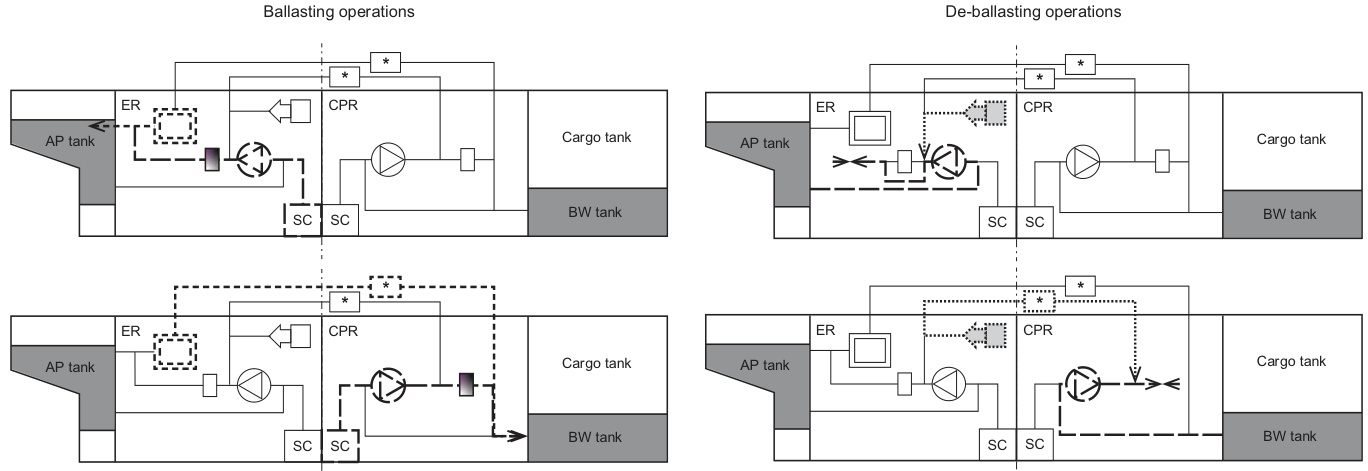 Ballasting operations
De-ballasting operations
*
*
ER
CPR
AP tank
Cargo tank
SC
SC
BW tank
*
*
ER
CPR
AP tank
Cargo tank
SC
SC
BW tank
*
*
ER
CPR
AP tank
Cargo tank
SC
SC
BW tank
*
*
ER
CPR
AP tank
Cargo tank
SC
SC
BW tank